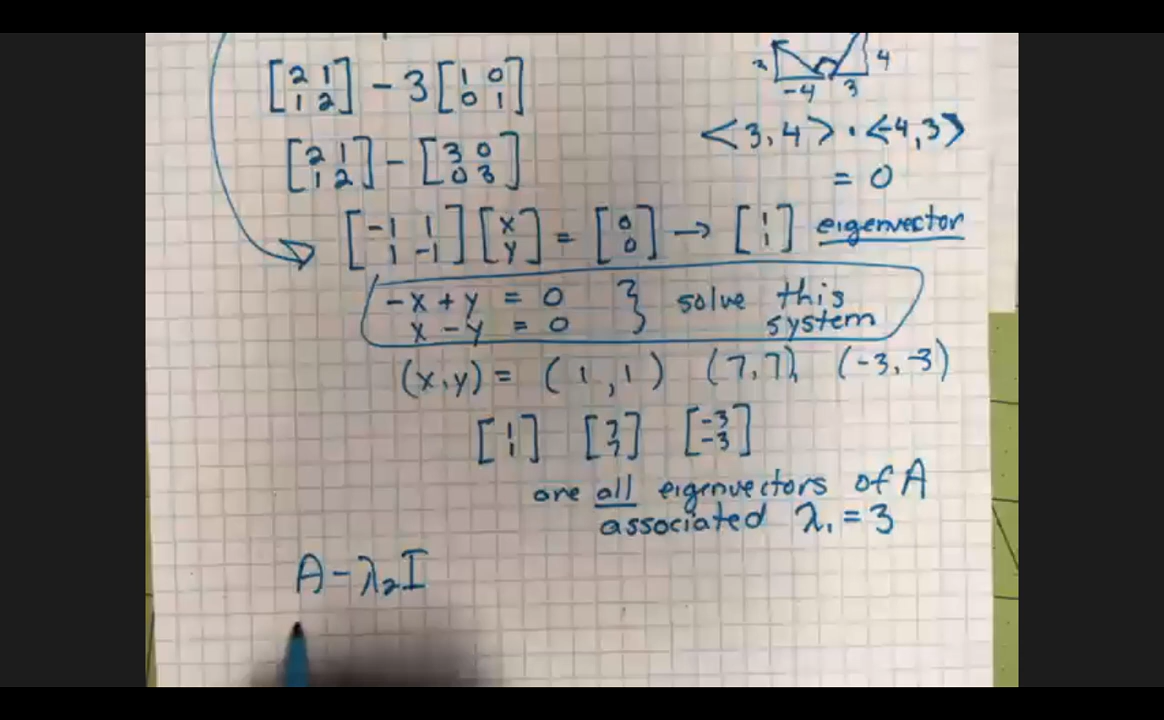 [2 1
1 2] - 3[1 0
0 1]
[2 1
1 2] - [3 0
0 3]
[-1 1
1 -1] [x
y] = [0
0] → [1
1] eigenvector
-x + y = 0
x - y = 0 } solve this
system
(x,y) = (1,1) (7,7), (-3,-3)
[1
1] [7
7] [-3
-3]
are all eigenvectors of A
associated λ₁ = 3
A - λ₂I
4
-4 3
<3,4> · <-4,3>
= 0